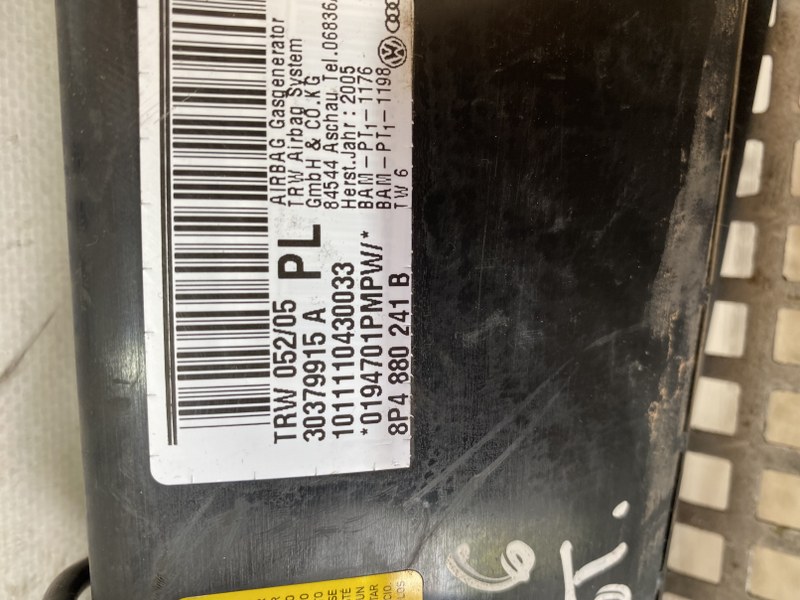 AIRBAG Gasgenerator
TRW Airbag System
GmbH & CO.KG
84544 Aschau Tel.06836
Herst.Jahr: 2005
BAM-PT1-1176
BAM-PT1-1198
TW 6
TRW 052/05
30379915 A PL
1011110430033
*0194701PMPW/*
8P4 880 241 B